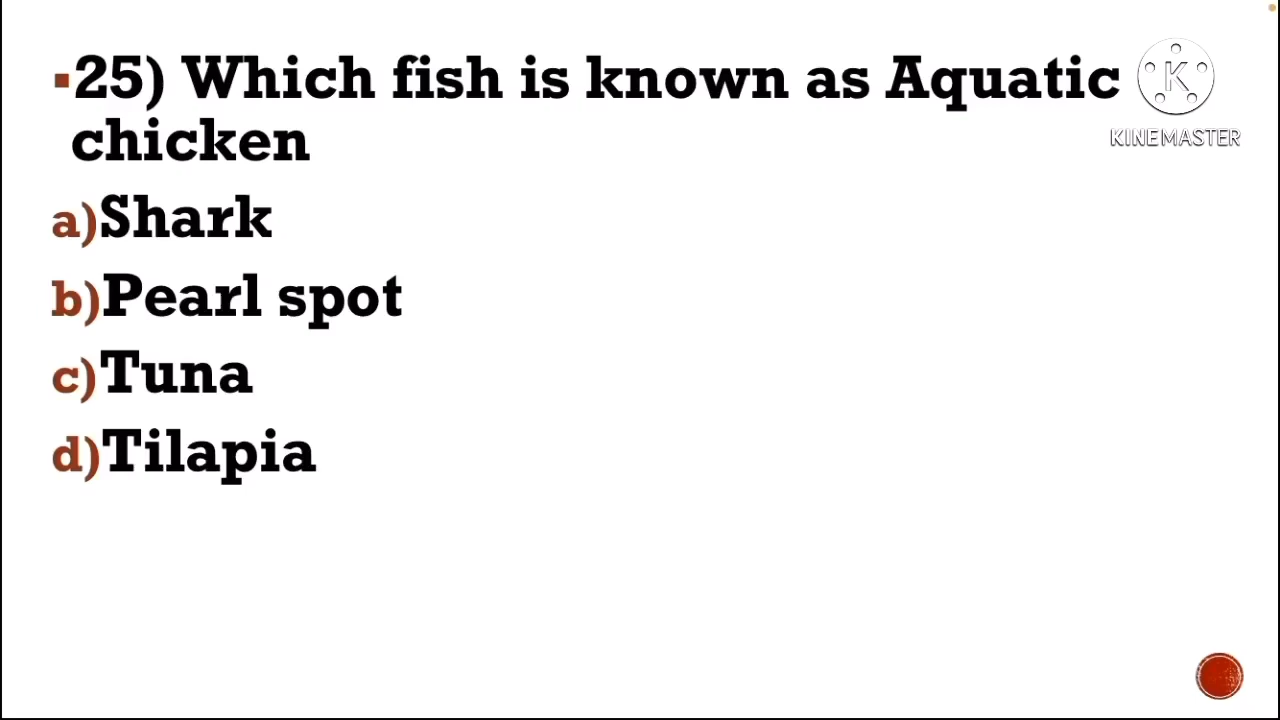 25) Which fish is known as Aquatic
chicken
a)Shark
b)Pearl spot
c)Tuna
d)Tilapia
K
KINEMASTER